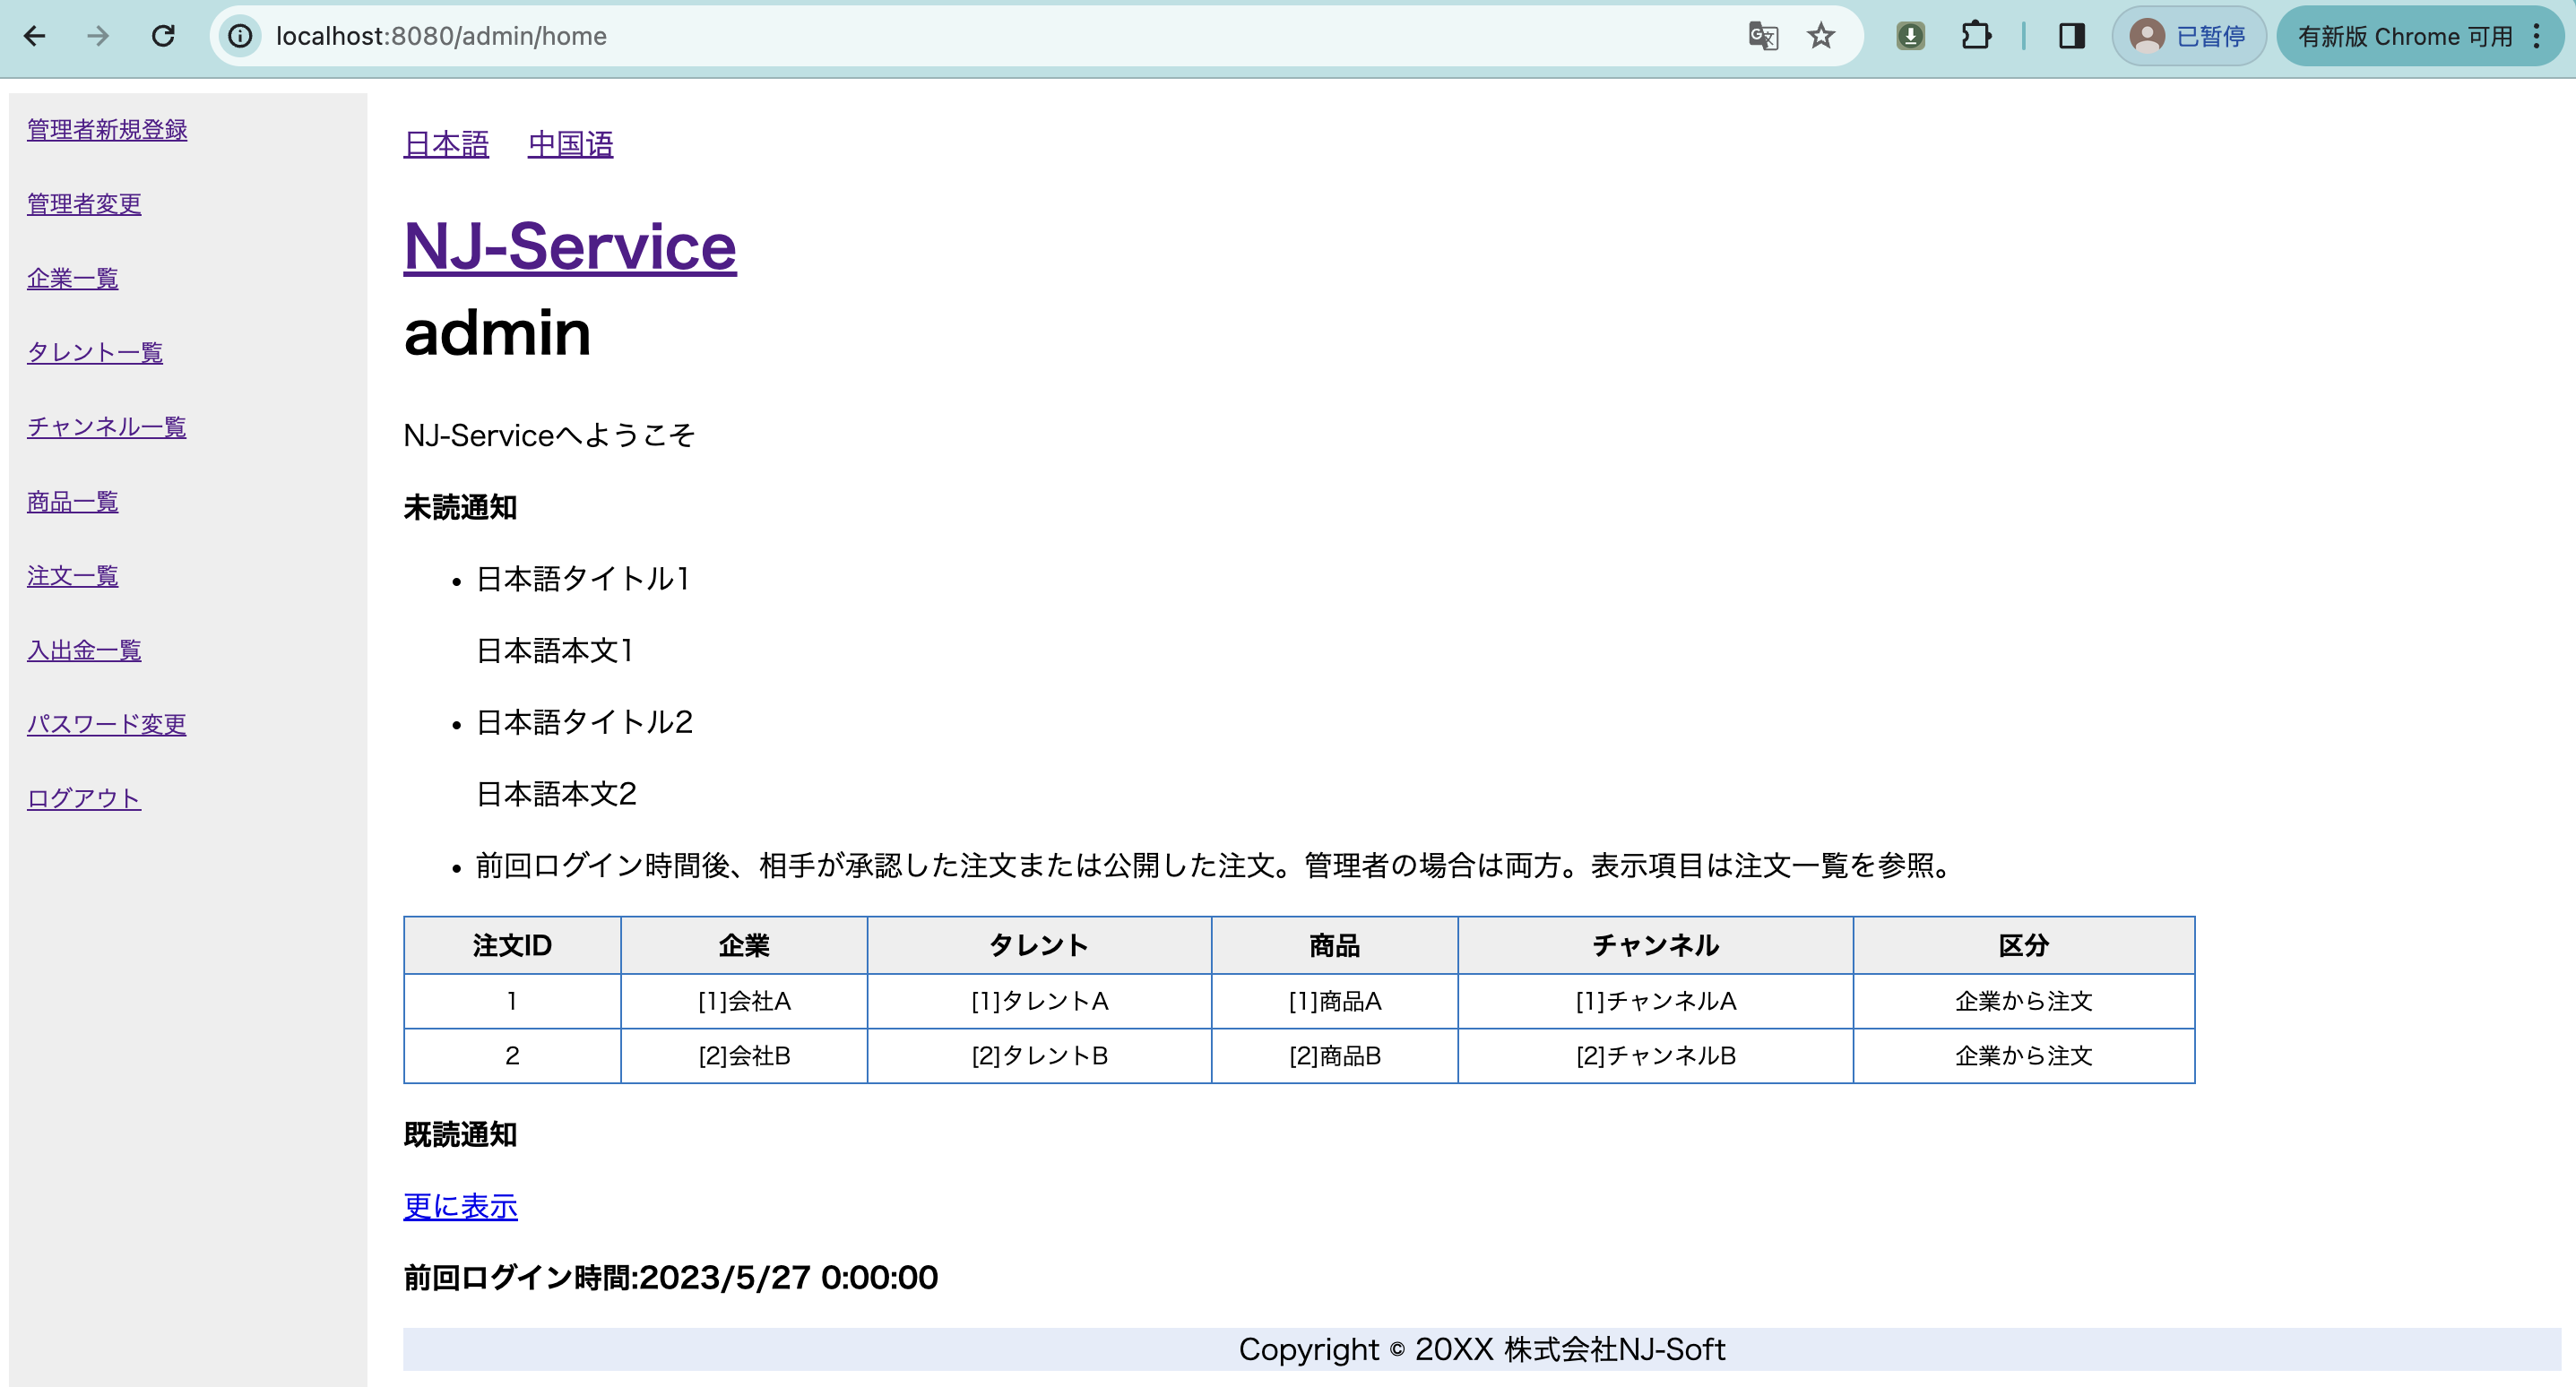 localhost:8080/admin/home
已暂停
有新版 Chrome 可用
管理者新規登録
管理者変更
企業一覧
タレント一覧
チャンネル一覧
商品一覧
注文一覧
入出金一覧
パスワード変更
ログアウト
日本語 中国语
NJ-Service
admin
NJ-Serviceへようこそ
未読通知
• 日本語タイトル1
日本語本文1
• 日本語タイトル2
日本語本文2
• 前回ログイン時間後、相手が承認した注文または公開した注文。管理者の場合は両方。表示項目は注文一覧を参照。
注文ID 企業 タレント 商品 チャンネル 区分
1 [1]会社A [1]タレントA [1]商品A [1]チャンネルA 企業から注文
2 [2]会社B [2]タレントB [2]商品B [2]チャンネルB 企業から注文
既読通知
更に表示
前回ログイン時間:2023/5/27 0:00:00
Copyright © 20XX 株式会社NJ-Soft